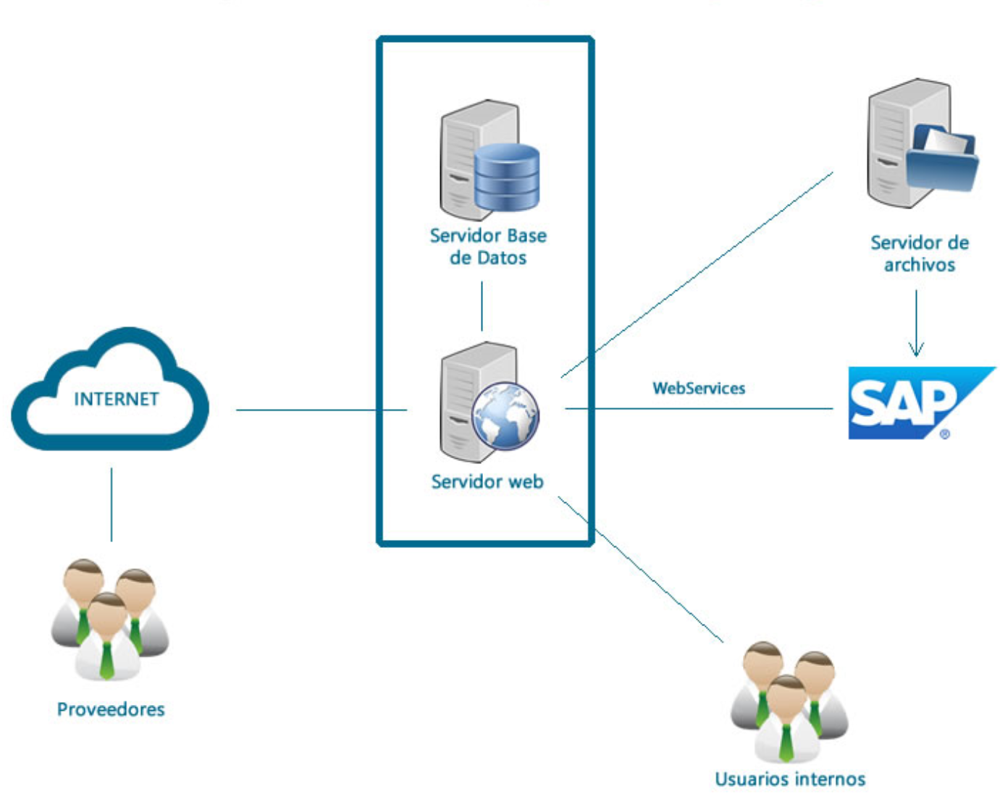 Servidor Base
de Datos
Servidor de
archivos
INTERNET
WebServices
SAP
®
Servidor web
Proveedores
Usuarios internos